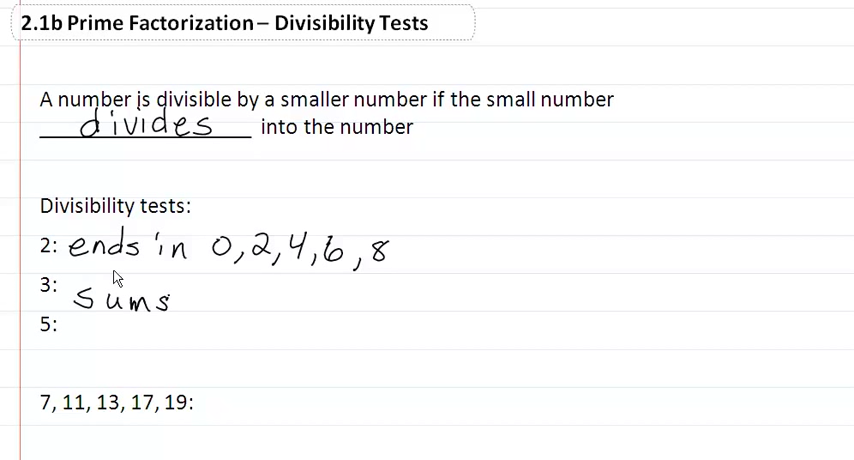 2.1b Prime Factorization – Divisibility Tests
A number is divisible by a smaller number if the small number
divides into the number
Divisibility tests:
2: ends in 0, 2, 4, 6, 8
3: sums
5:
7, 11, 13, 17, 19: